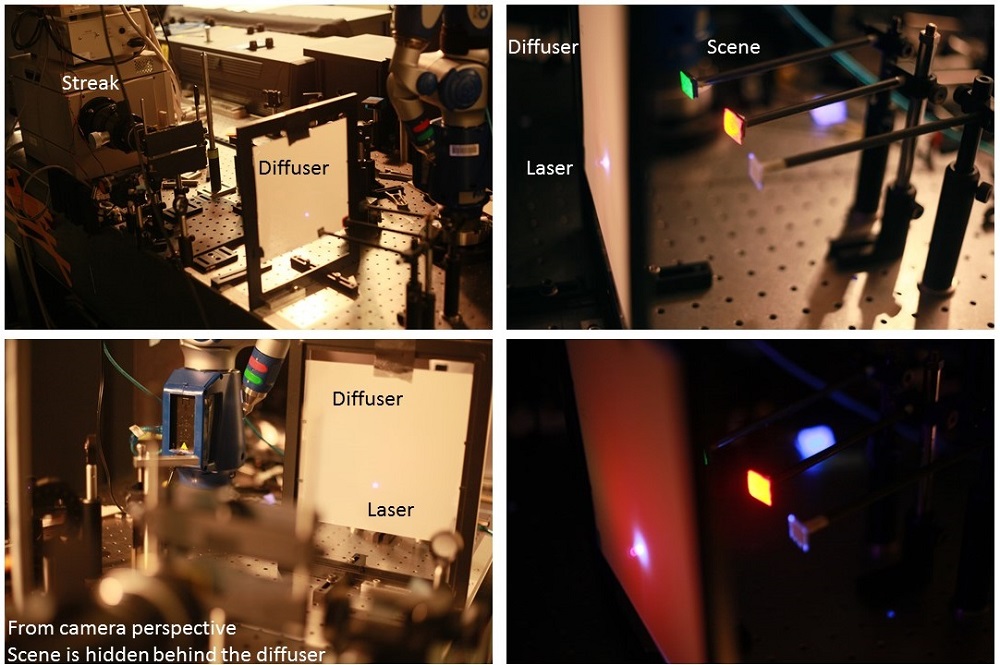 Streak
Diffuser
Diffuser
Scene
Laser
Diffuser
Laser
From camera perspective
Scene is hidden behind the diffuser